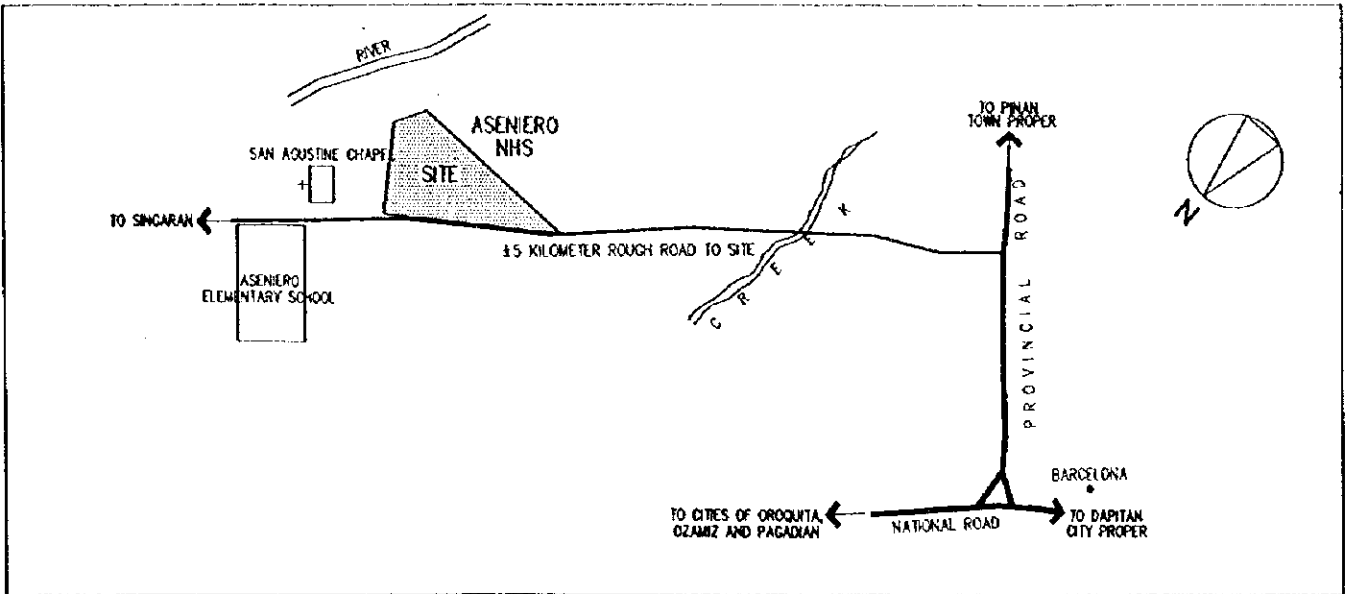 RIVER
ASENIERO
NHS
SITE
SAN AGUSTINE CHAPEL
TO SINGARAN
ASENIERO
ELEMENTARY SCHOOL
±5 KILOMETER ROUGH ROAD TO SITE
CREEK
TO PINAN
TOWN PROPER
PROVINCIAL ROAD
N
BARCELONA
TO CITIES OF OROQUITA,
OZAMIZ AND PAGADIAN
NATIONAL ROAD
TO DAPITAN
CITY PROPER